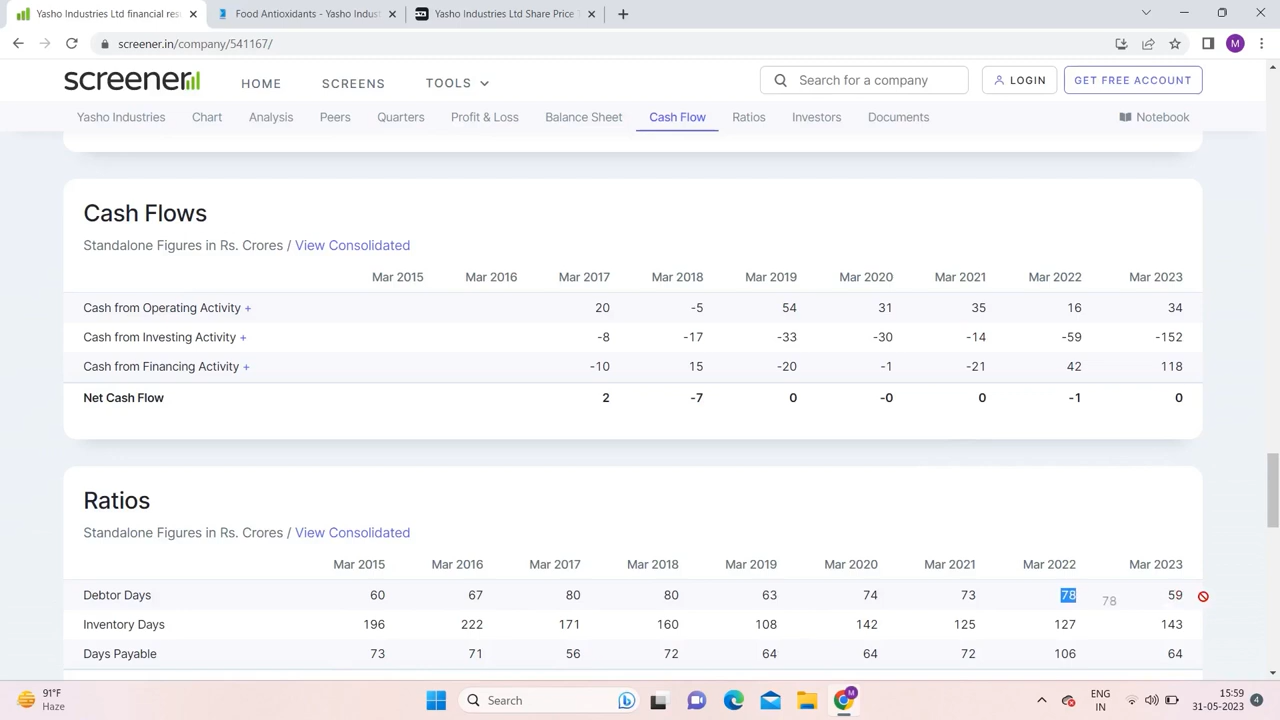 Yasho Industries Ltd financial res
Food Antioxidants - Yasho Indust
Yasho Industries Ltd Share Price T
screener.in/company/541167/
M
screener
HOME
SCREENS
TOOLS
Search for a company
LOGIN
GET FREE ACCOUNT
Yasho Industries
Chart
Analysis
Peers
Quarters
Profit & Loss
Balance Sheet
Cash Flow
Ratios
Investors
Documents
Notebook
Cash Flows
Standalone Figures in Rs. Crores / View Consolidated
Mar 2015 Mar 2016 Mar 2017 Mar 2018 Mar 2019 Mar 2020 Mar 2021 Mar 2022 Mar 2023
Cash from Operating Activity + 20 -5 54 31 35 16 34
Cash from Investing Activity + -8 -17 -33 -30 -14 -59 -152
Cash from Financing Activity + -10 15 -20 -1 -21 42 118
Net Cash Flow 2 -7 0 -0 0 -1 0
Ratios
Standalone Figures in Rs. Crores / View Consolidated
Mar 2015 Mar 2016 Mar 2017 Mar 2018 Mar 2019 Mar 2020 Mar 2021 Mar 2022 Mar 2023
Debtor Days 60 67 80 80 63 74 73 78 78 59
Inventory Days 196 222 171 160 108 142 125 127 143
Days Payable 73 71 56 72 64 64 72 106 64
91°F
Haze
Search
M
ENG
IN
15:59
31-05-2023
4